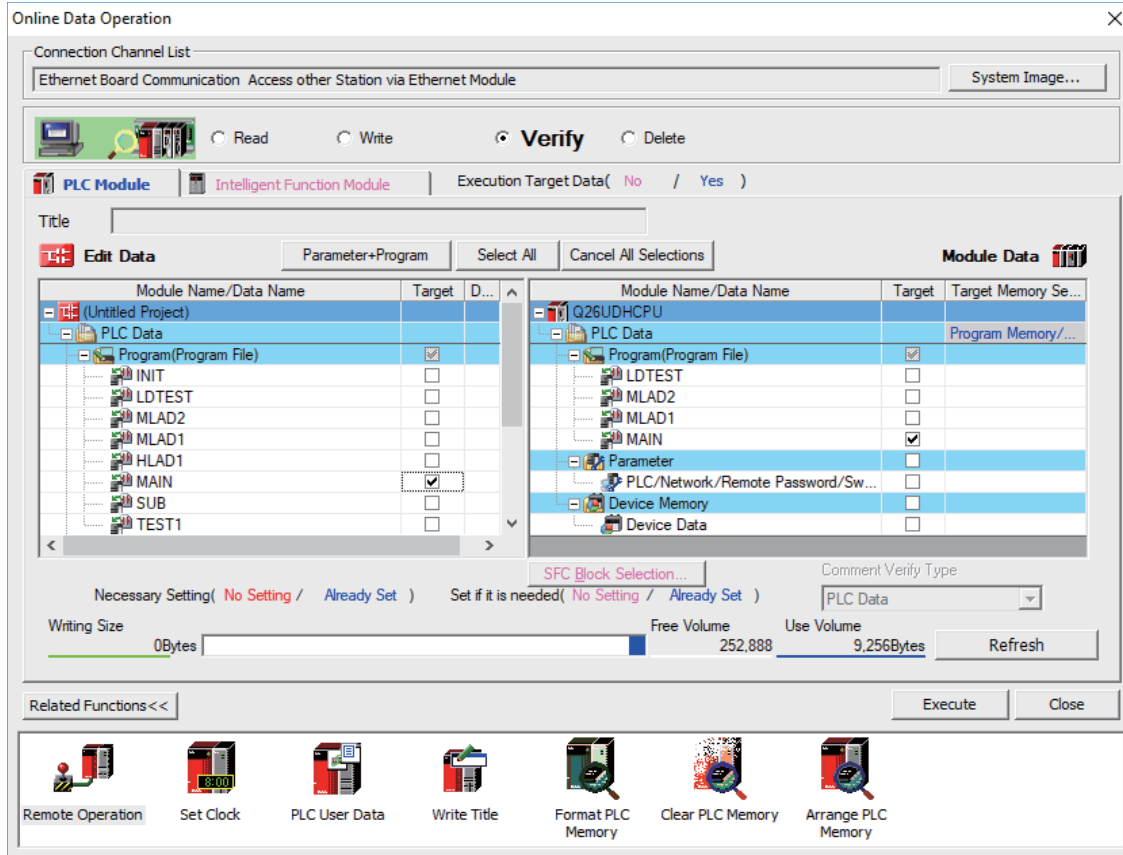 Online Data Operation
Connection Channel List
Ethernet Board Communication  Access other Station via Ethernet Module
System Image...
Read
Write
Verify
Delete
PLC Module
Intelligent Function Module
Execution Target Data( No / Yes )
Title
Edit Data
Parameter+Program
Select All
Cancel All Selections
Module Data
Module Name/Data Name Target D...
(Untitled Project)
PLC Data
Program(Program File)
INIT
LDTEST
MLAD2
MLAD1
HLAD1
MAIN
SUB
TEST1
Module Name/Data Name Target Target Memory Se...
Q26UDHCPU
PLC Data Program Memory/...
Program(Program File)
LDTEST
MLAD2
MLAD1
MAIN
Parameter
PLC/Network/Remote Password/Sw...
Device Memory
Device Data
SFC Block Selection...
Comment Verify Type
PLC Data
Necessary Setting( No Setting / Already Set )
Set if it is needed( No Setting / Already Set )
Writing Size
0Bytes
Free Volume
252,888
Use Volume
9,256Bytes
Refresh
Related Functions<<
Execute
Close
8:00
Remote Operation
Set Clock
PLC User Data
Write Title
Format PLC
Memory
Clear PLC Memory
Arrange PLC
Memory